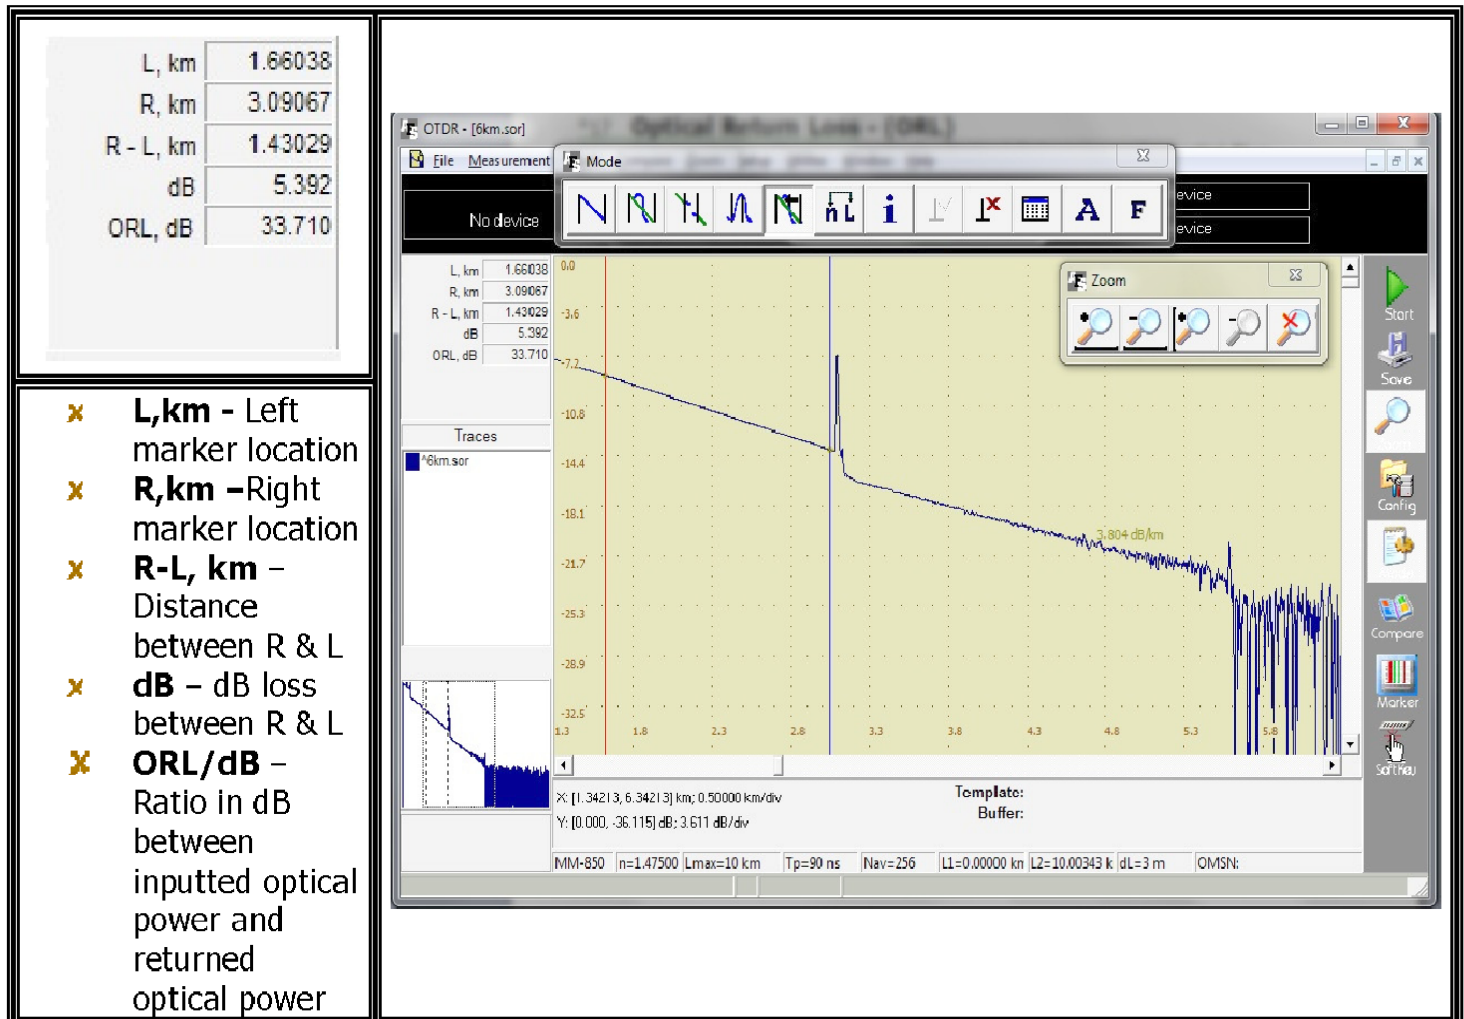 L, km 1.66038
R, km 3.09067
R - L, km 1.43029
dB 5.392
ORL, dB 33.710
L,km - Left
marker location
R,km –Right
marker location
R-L, km –
Distance
between R & L
dB – dB loss
between R & L
ORL/dB –
Ratio in dB
between
inputted optical
power and
returned
optical power
OTDR - [6km.sor]
Optical Return Loss - (ORL)
File Measurement
Mode
No device
evice
evice
n L i A F
L, km 1.66038
R, km 3.09067
R - L, km 1.43029
dB 5.392
ORL, dB 33.710
Traces
^6km.sor
Zoom
0.0
-3.6
-7.2
-10.8
-14.4
-18.1
-21.7
-25.3
-28.9
-32.5
3.804 dB/km
1.3 1.8 2.3 2.8 3.3 3.8 4.3 4.8 5.3 5.8
Start
Save
Config
Compare
Marker
SoftKey
X: [1.34213, 6.34213] km; 0.50000 km/div
Y: [0.000, -36.115] dB; 3.611 dB/div
Template:
Buffer:
MM-850 n=1.47500 Lmax=10 km Tp=90 ns Nav=256 L1=0.00000 kn L2=10.00343 k dL=3 m OMSN: